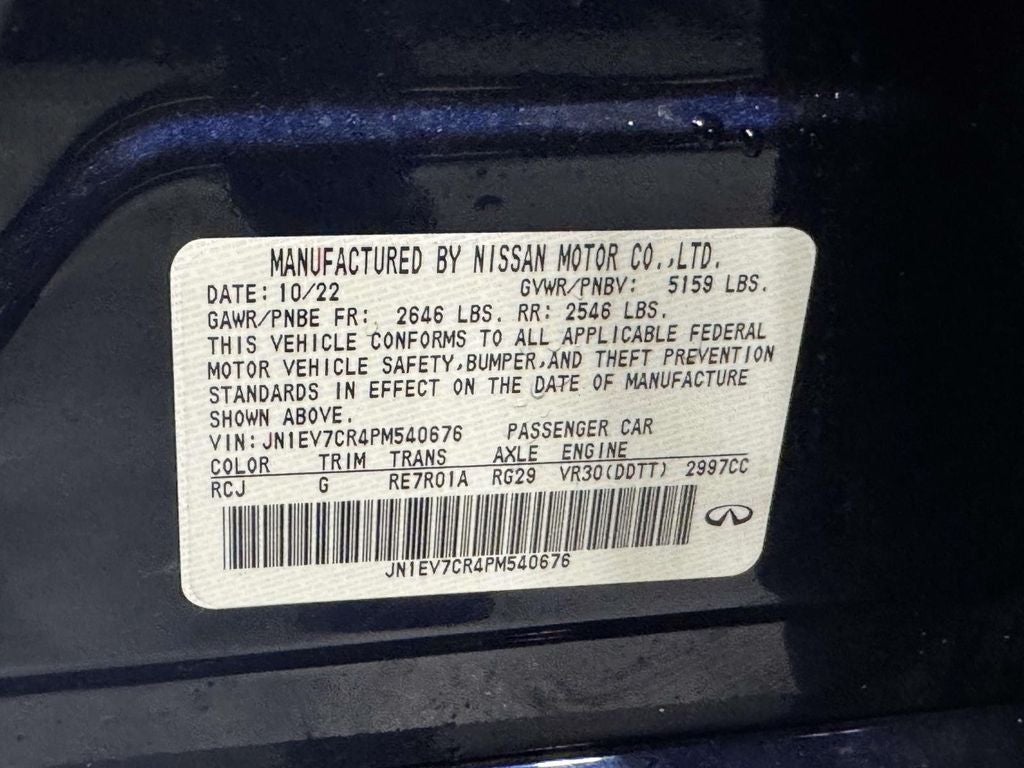 MANUFACTURED BY NISSAN MOTOR CO.,LTD.
DATE: 10/22 GVWR/PNBV: 5159 LBS.
GAWR/PNBE FR: 2646 LBS. RR: 2546 LBS.
THIS VEHICLE CONFORMS TO ALL APPLICABLE FEDERAL
MOTOR VEHICLE SAFETY,BUMPER,AND THEFT PREVENTION
STANDARDS IN EFFECT ON THE DATE OF MANUFACTURE
SHOWN ABOVE.
VIN:JN1EV7CR4PM540676 PASSENGER CAR
COLOR TRIM TRANS AXLE ENGINE
RCJ G RE7R01A RG29 VR30(DDTT) 2997CC
JN1EV7CR4PM540676